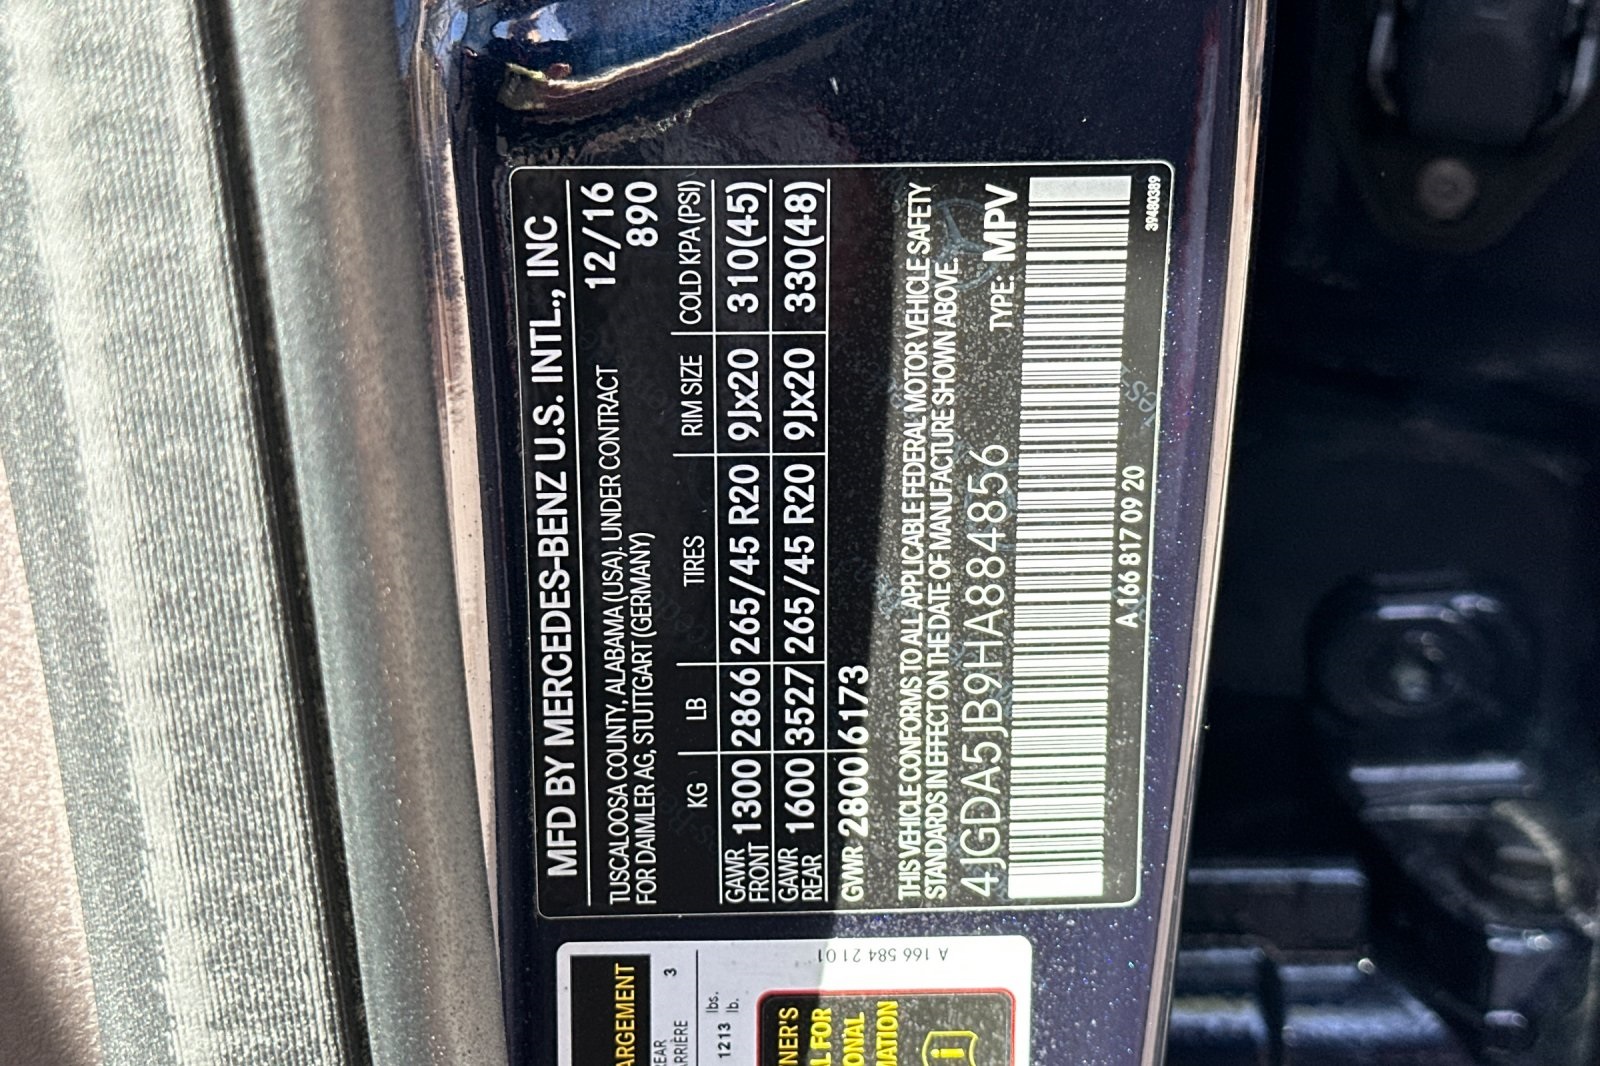 MFD BY MERCEDES-BENZ U.S. INTL., INC
TUSCALOOSA COUNTY, ALABAMA (USA). UNDER CONTRACT 12/16
FOR DAIMLER AG, STUTTGART (GERMANY) 890
KG LB TIRES RIM SIZE COLD KPA (PSI)
GAWR FRONT 1300 2866 265/45 R20 9Jx20 310(45)
GAWR REAR 1600 3527 265/45 R20 9Jx20 330(48)
GWWR 2800 6173
THIS VEHICLE CONFORMS TO ALL APPLICABLE FEDERAL MOTOR VEHICLE SAFETY
STANDARDS IN EFFECT ON THE DATE OF MANUFACTURE SHOWN ABOVE.
4JGDA5JB9HA884856 TYPE: MPV
A 166 817 09 20
39480389
A 166 584 21 01
ARGEMENT
EAR 3
RRIÈRE
1213 lbs.
lb.
NER'S
L FOR
ONAL
MATION